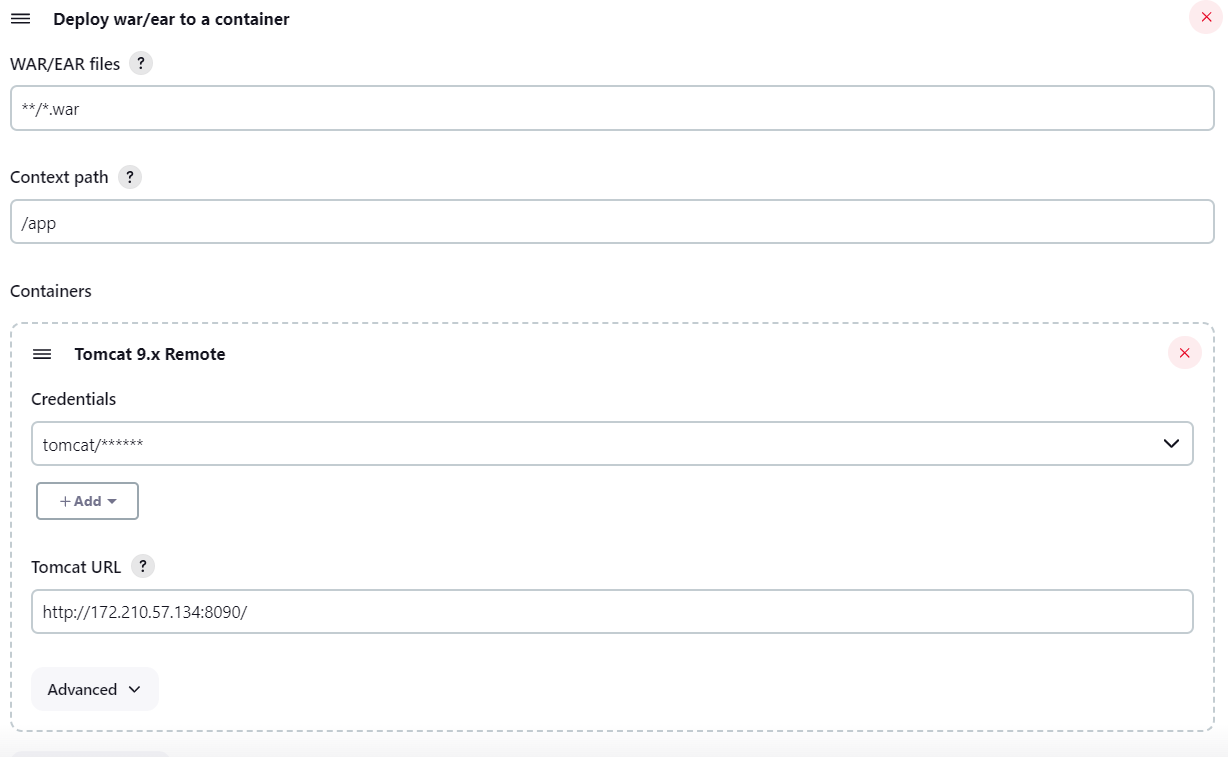 Deploy war/ear to a container
WAR/EAR files ?
**/*.war
Context path ?
/app
Containers
Tomcat 9.x Remote
Credentials
tomcat/******
+ Add
Tomcat URL ?
http://172.210.57.134:8090/
Advanced